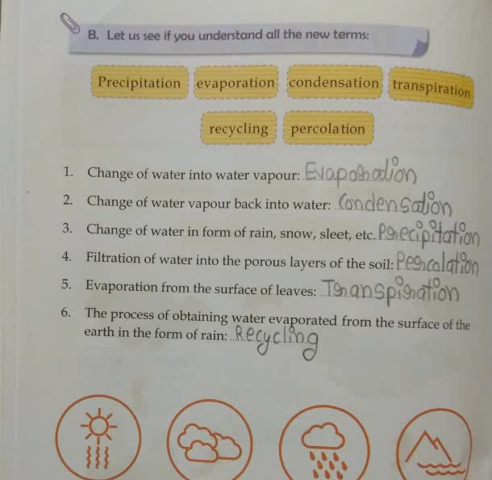 B. Let us see if you understand all the new terms:
Precipitation evaporation condensation transpiration
recycling percolation
1. Change of water into water vapour: Evaporation
2. Change of water vapour back into water: Condensation
3. Change of water in form of rain, snow, sleet, etc. Precipitation
4. Filtration of water into the porous layers of the soil: Percolation
5. Evaporation from the surface of leaves: Transpiration
6. The process of obtaining water evaporated from the surface of the
earth in the form of rain: Recycling